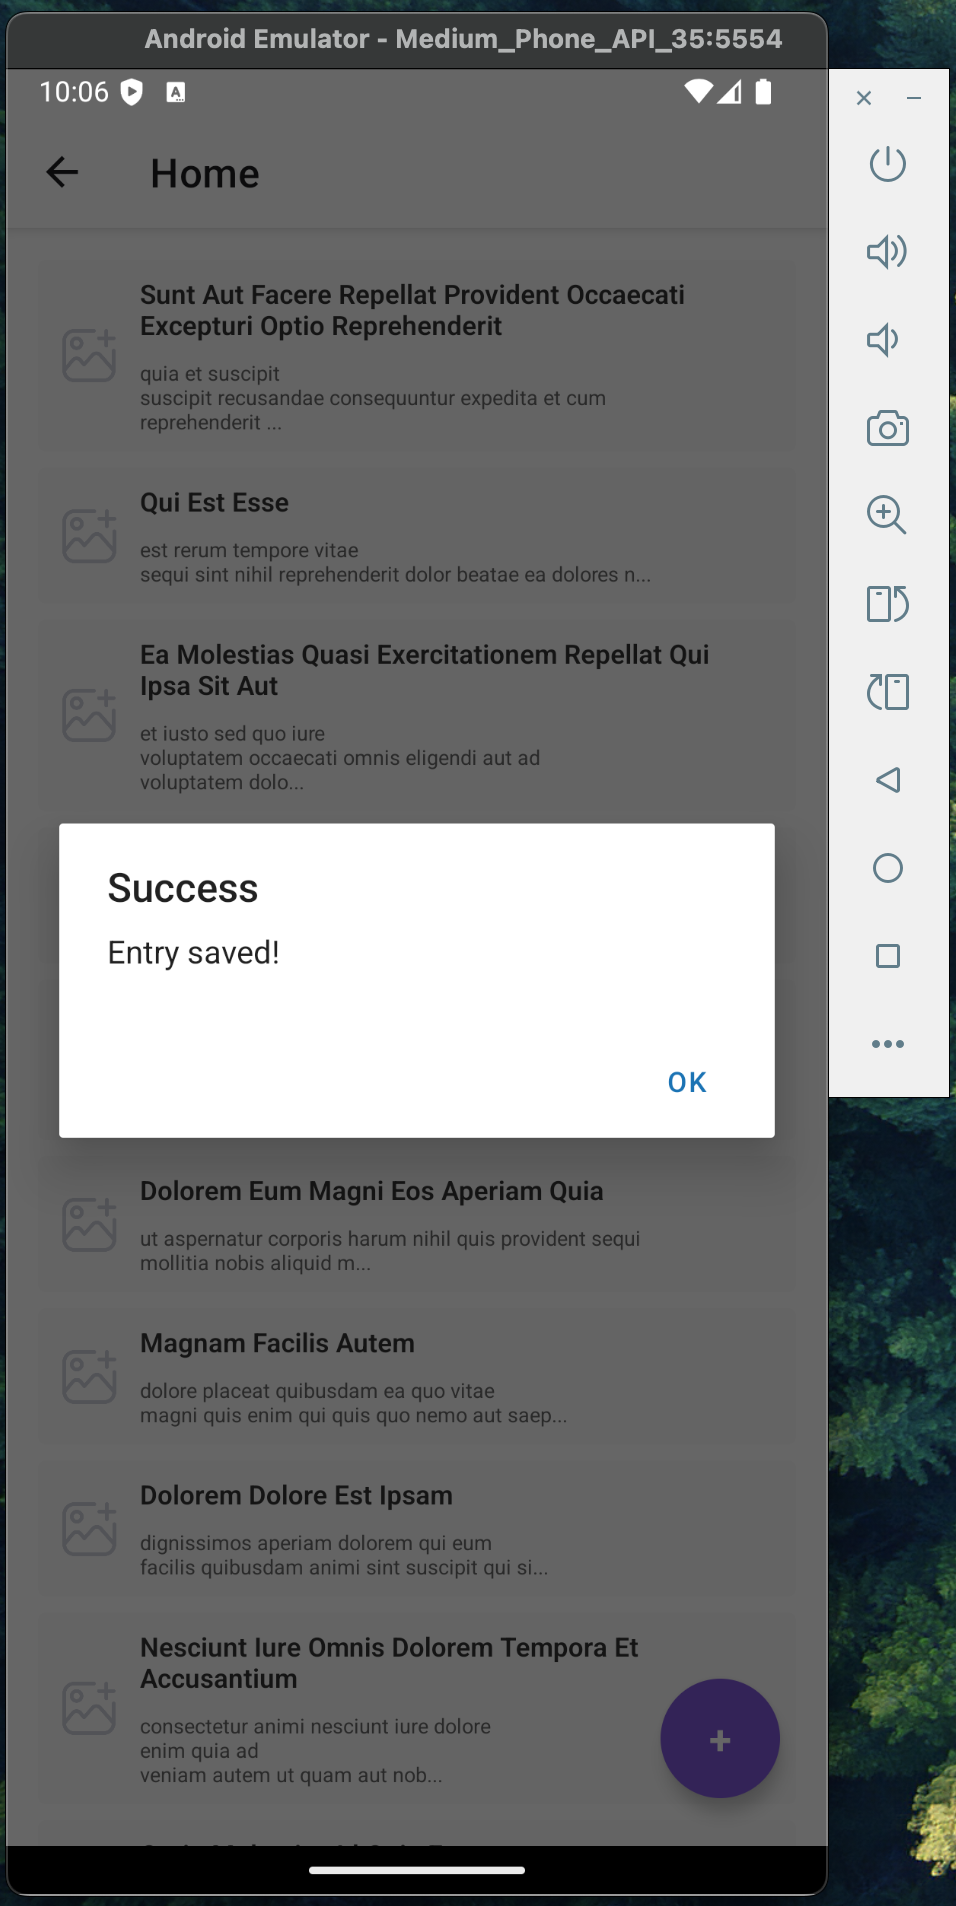 Android Emulator - Medium_Phone_API_35:5554
10:06
A
Home
Sunt Aut Facere Repellat Provident Occaecati
Excepturi Optio Reprehenderit
quia et suscipit
suscipit recusandae consequuntur expedita et cum
reprehenderit ...
Qui Est Esse
est rerum tempore vitae
sequi sint nihil reprehenderit dolor beatae ea dolores n...
Ea Molestias Quasi Exercitationem Repellat Qui
Ipsa Sit Aut
et iusto sed quo iure
voluptatem occaecati omnis eligendi aut ad
voluptatem dolo...
Success
Entry saved!
OK
Dolorem Eum Magni Eos Aperiam Quia
ut aspernatur corporis harum nihil quis provident sequi
mollitia nobis aliquid m...
Magnam Facilis Autem
dolore placeat quibusdam ea quo vitae
magni quis enim qui quis quo nemo aut saep...
Dolorem Dolore Est Ipsam
dignissimos aperiam dolorem qui eum
facilis quibusdam animi sint suscipit qui si...
Nesciunt Iure Omnis Dolorem Tempora Et
Accusantium
consectetur animi nesciunt iure dolore
enim quia ad
veniam autem ut quam aut nob...
+